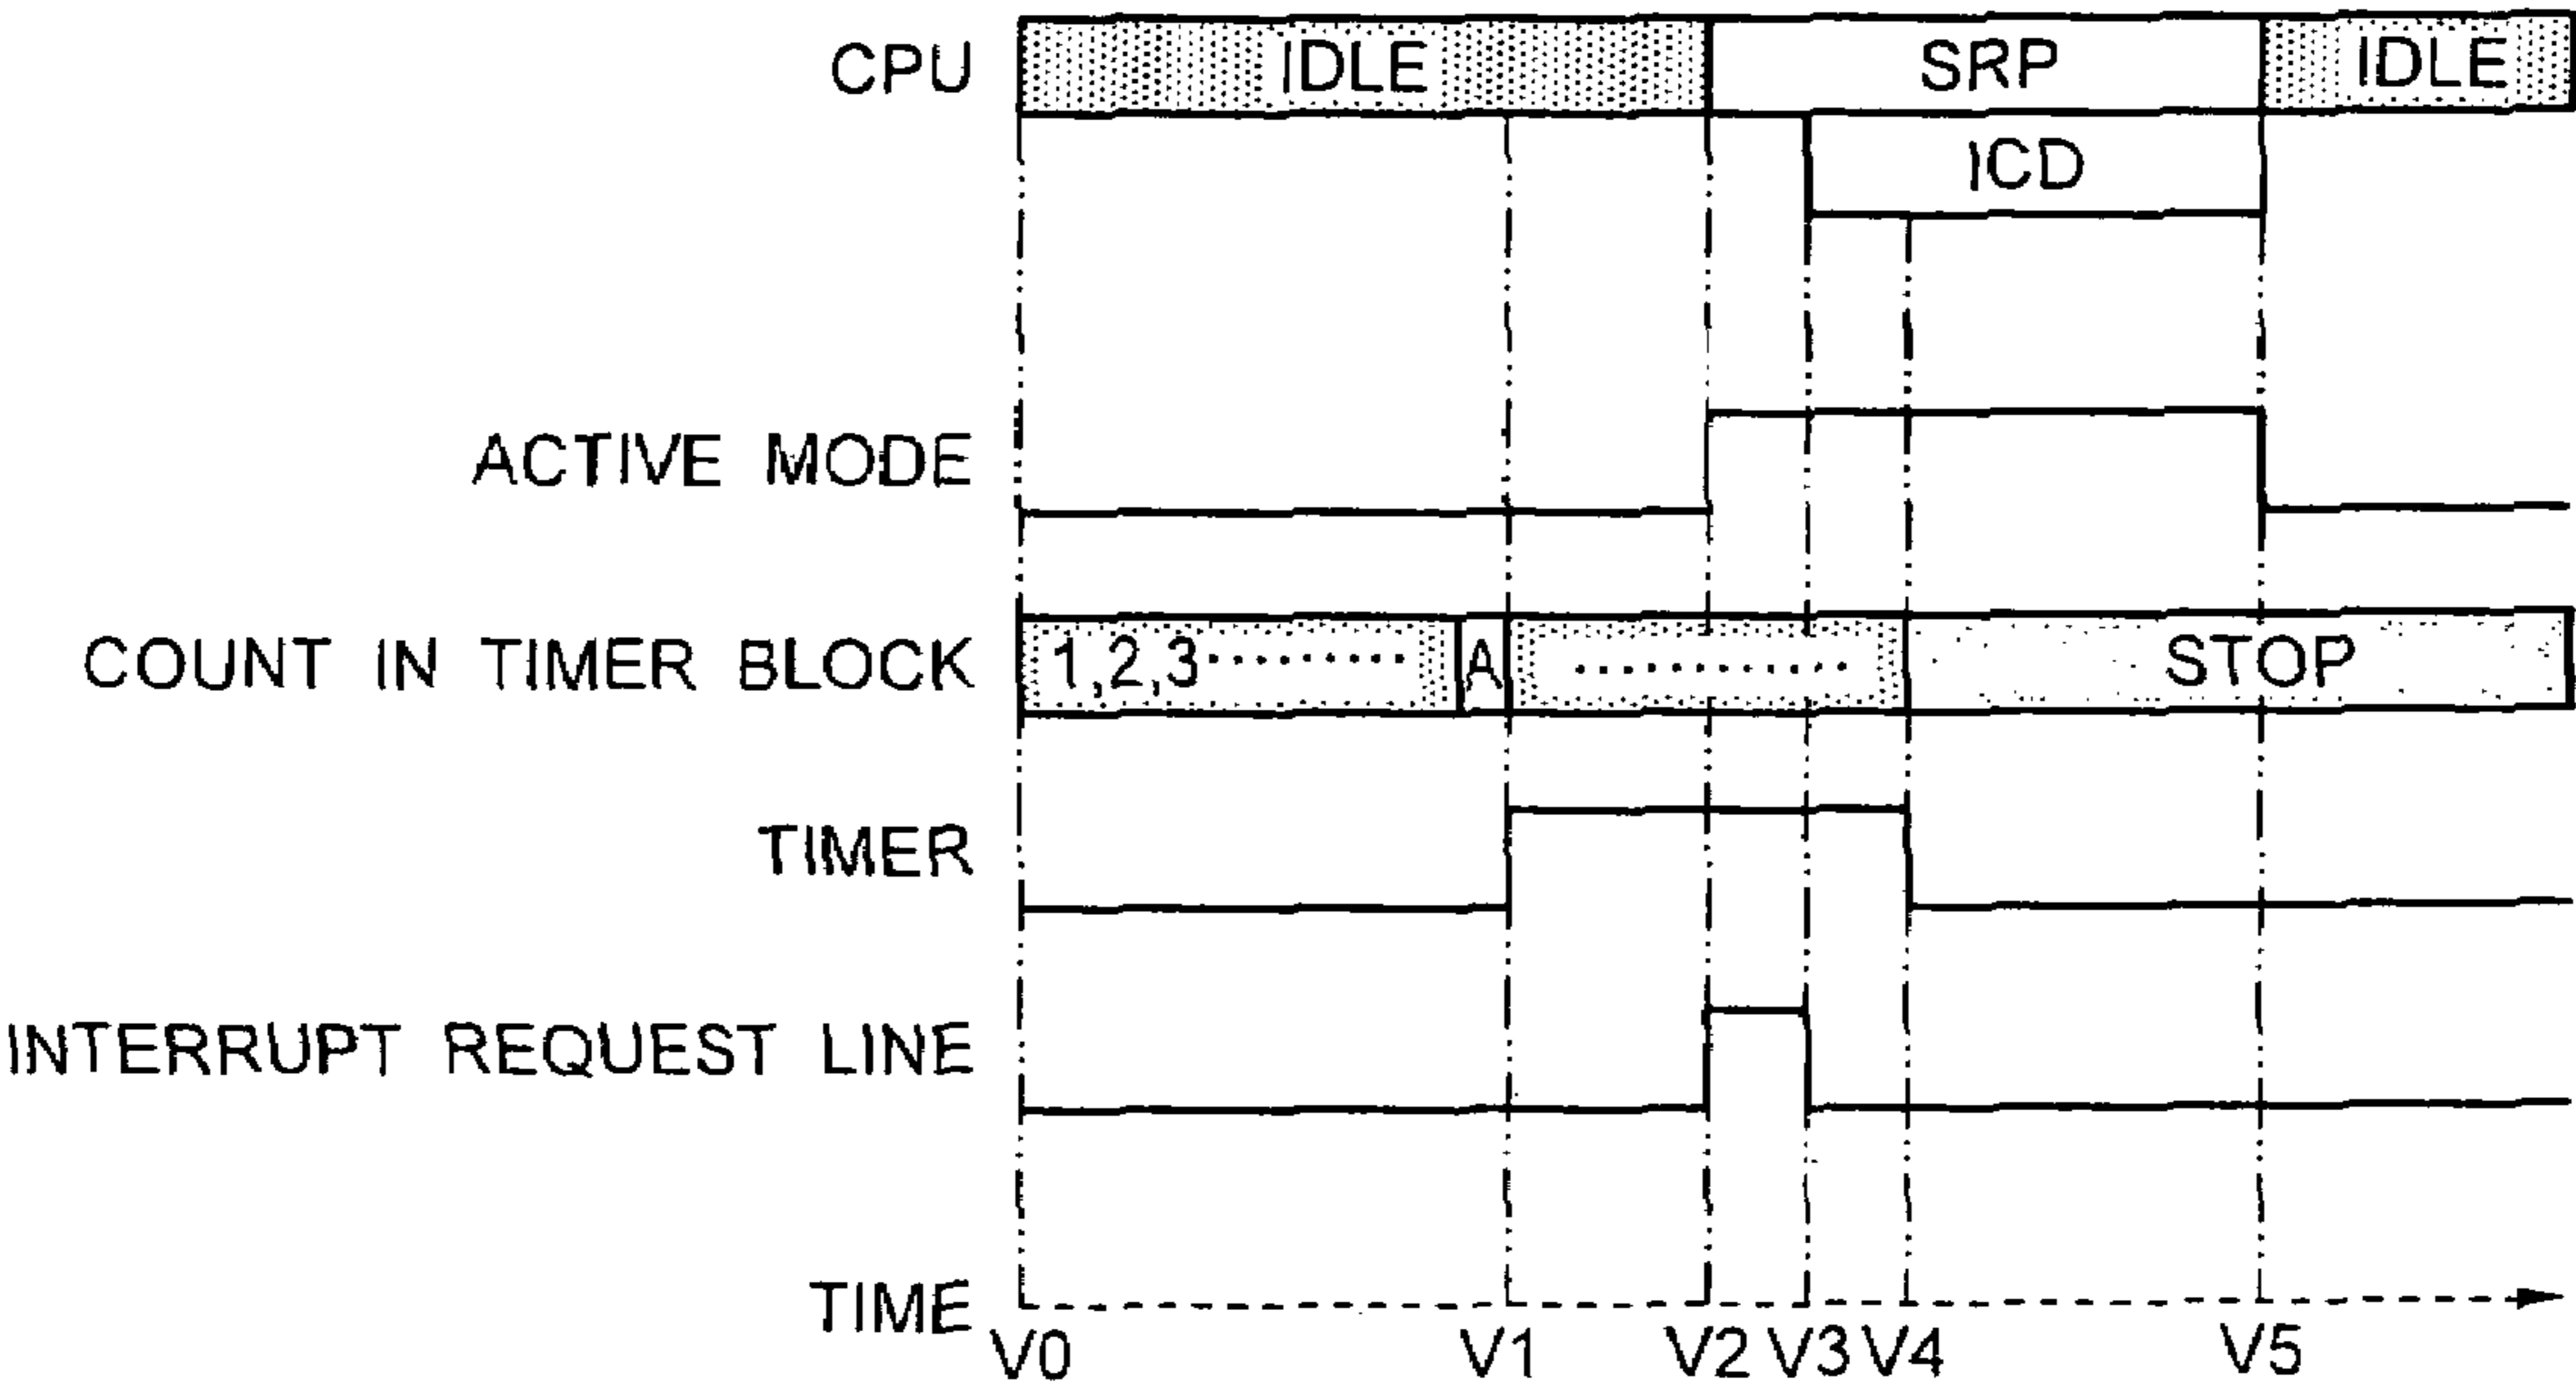 CPU IDLE SRP IDLE
ICD
ACTIVE MODE
COUNT IN TIMER BLOCK 1,2,3········· A ··········· STOP
TIMER
INTERRUPT REQUEST LINE
TIME
V0 V1 V2 V3 V4 V5